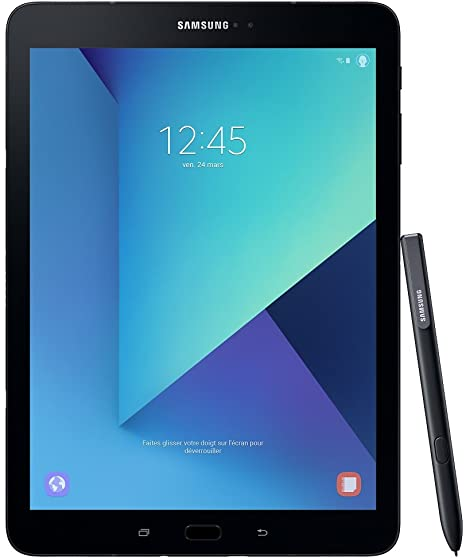 SAMSUNG
12:45
ven. 24 mars
Faites glisser votre doigt sur l'écran pour
déverrouiller
SAMSUNG